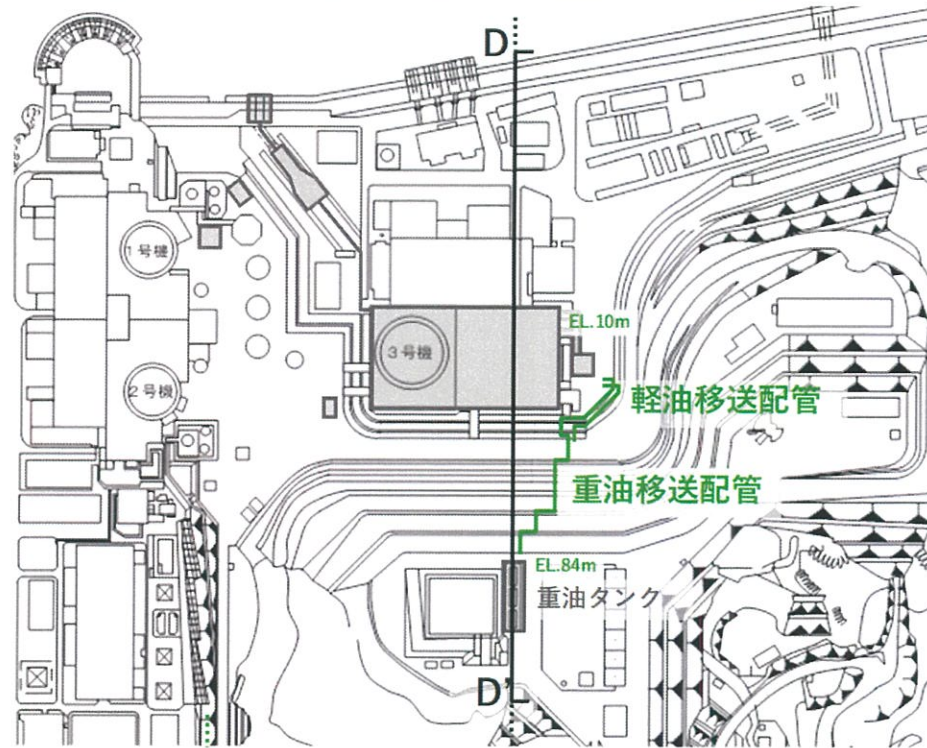 D
1号機
EL.10m
3号機
2号機
軽油移送配管
重油移送配管
EL.84m
重油タンク
D'